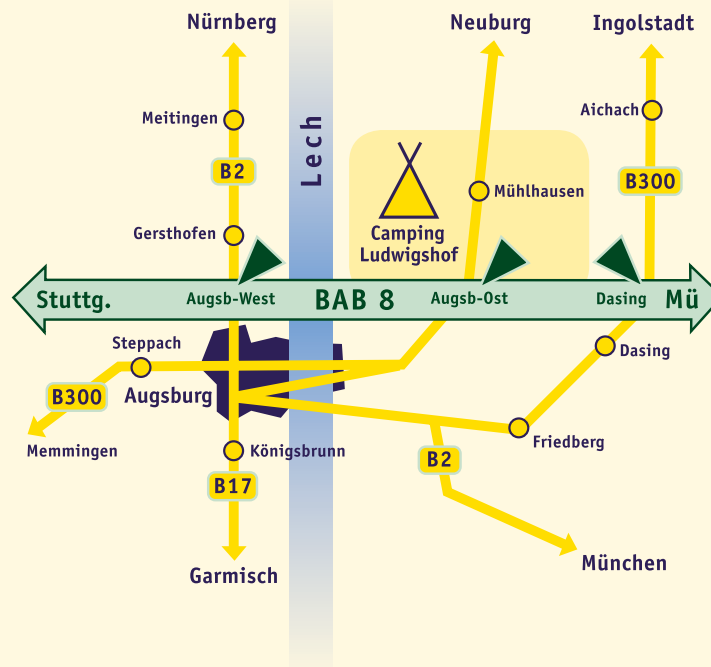 Nürnberg
Neuburg
Ingolstadt
Meitingen
Lech
Aichach
B2
Mühlhausen
B300
Gersthofen
Camping
Ludwigshof
Stuttg.
Augsb-West
BAB 8
Augsb-Ost
Dasing
Mü
Steppach
Dasing
B300
Augsburg
Memmingen
Königsbrunn
Friedberg
B2
B17
München
Garmisch